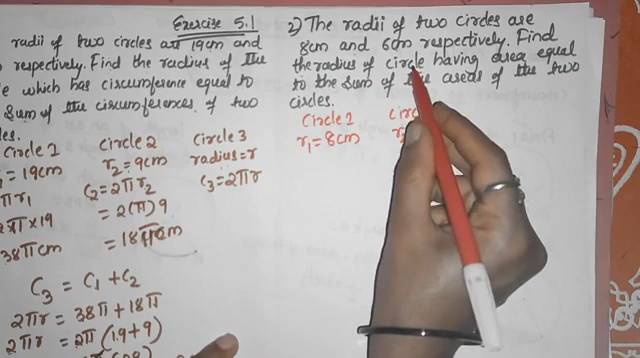 Exercise 5.1
radii of two circles are 19cm and
respectively. Find the radius of the
which has circumference equal to
sum of the circumferences of two
Circle 1 Circle 2 Circle 3
= 19cm r₂ = 9cm radius = r
πr₁ C₂ = 2πr₂ C₃ = 2πr
π × 19 = 2(π)9
38π cm = 18πcm
C₃ = C₁ + C₂
2πr = 38π + 18π
2πr = 2π(19+9)
2) The radii of two circles are
8cm and 6cm respectively. Find
the radius of circle having area equal
to the sum of the areas of the two
circles.
Circle 1
r₁ = 8cm